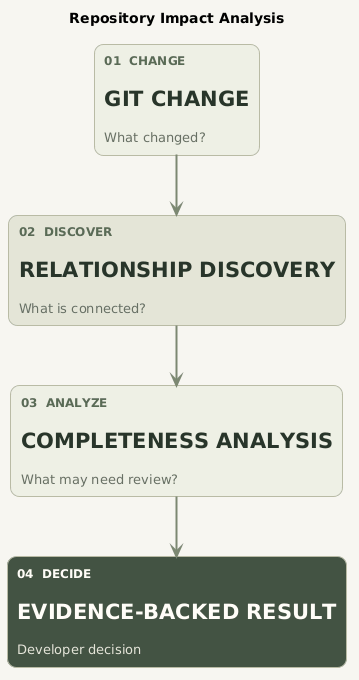 Repository Impact Analysis
01 CHANGE
GIT CHANGE
What changed?
02 DISCOVER
RELATIONSHIP DISCOVERY
What is connected?
03 ANALYZE
COMPLETENESS ANALYSIS
What may need review?
04 DECIDE
EVIDENCE-BACKED RESULT
Developer decision